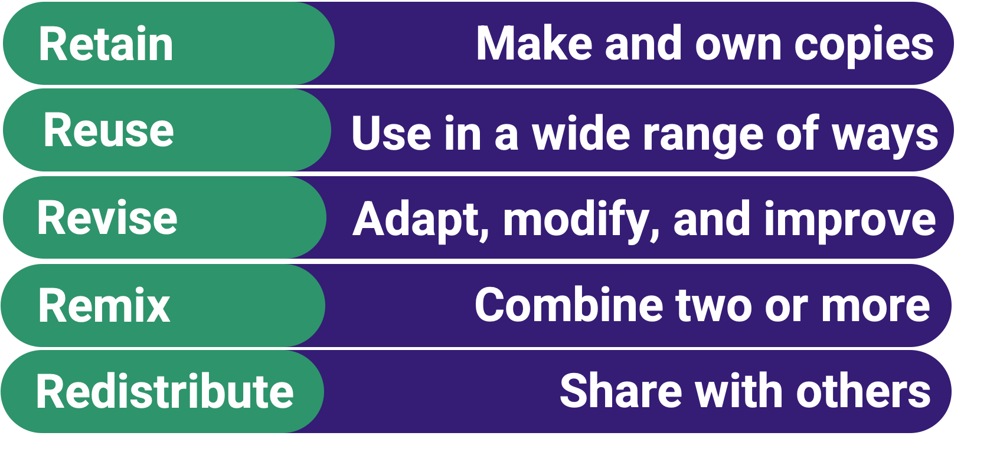 Retain Make and own copies
Reuse Use in a wide range of ways
Revise Adapt, modify, and improve
Remix Combine two or more
Redistribute Share with others